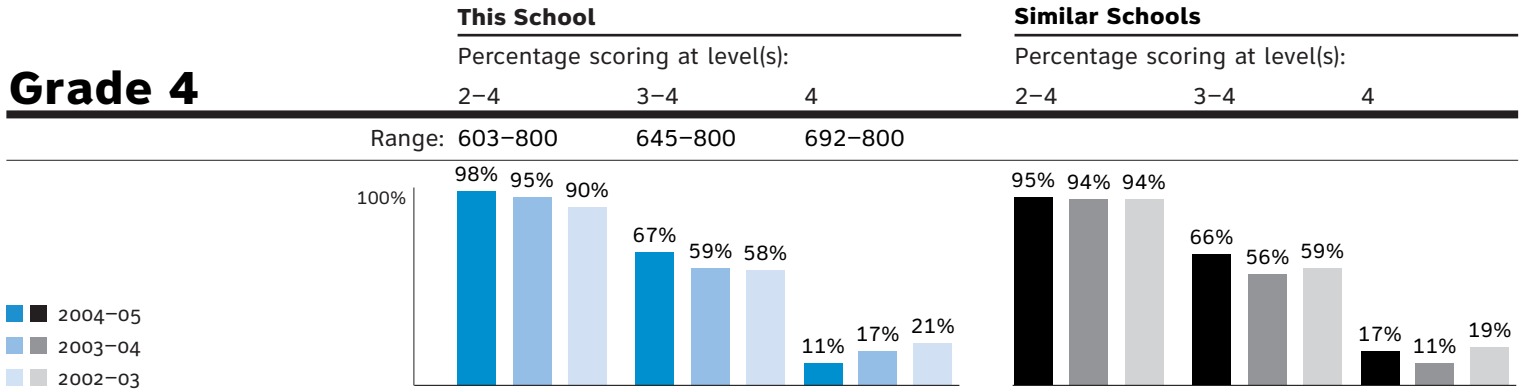 This School Similar Schools
Percentage scoring at level(s): Percentage scoring at level(s):
Grade 4
2–4 3–4 4 2–4 3–4 4
Range: 603–800 645–800 692–800
98% 95% 90% 95% 94% 94%
100%
67% 59% 58% 66% 56% 59%
11% 17% 21% 17% 11% 19%
2004–05
2003–04
2002–03